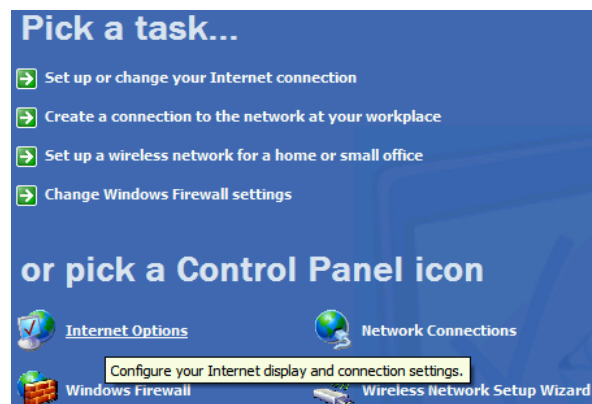 Pick a task...
Set up or change your Internet connection
Create a connection to the network at your workplace
Set up a wireless network for a home or small office
Change Windows Firewall settings
or pick a Control Panel icon
Internet Options
Network Connections
Configure your Internet display and connection settings.
Windows Firewall
Wireless Network Setup Wizard